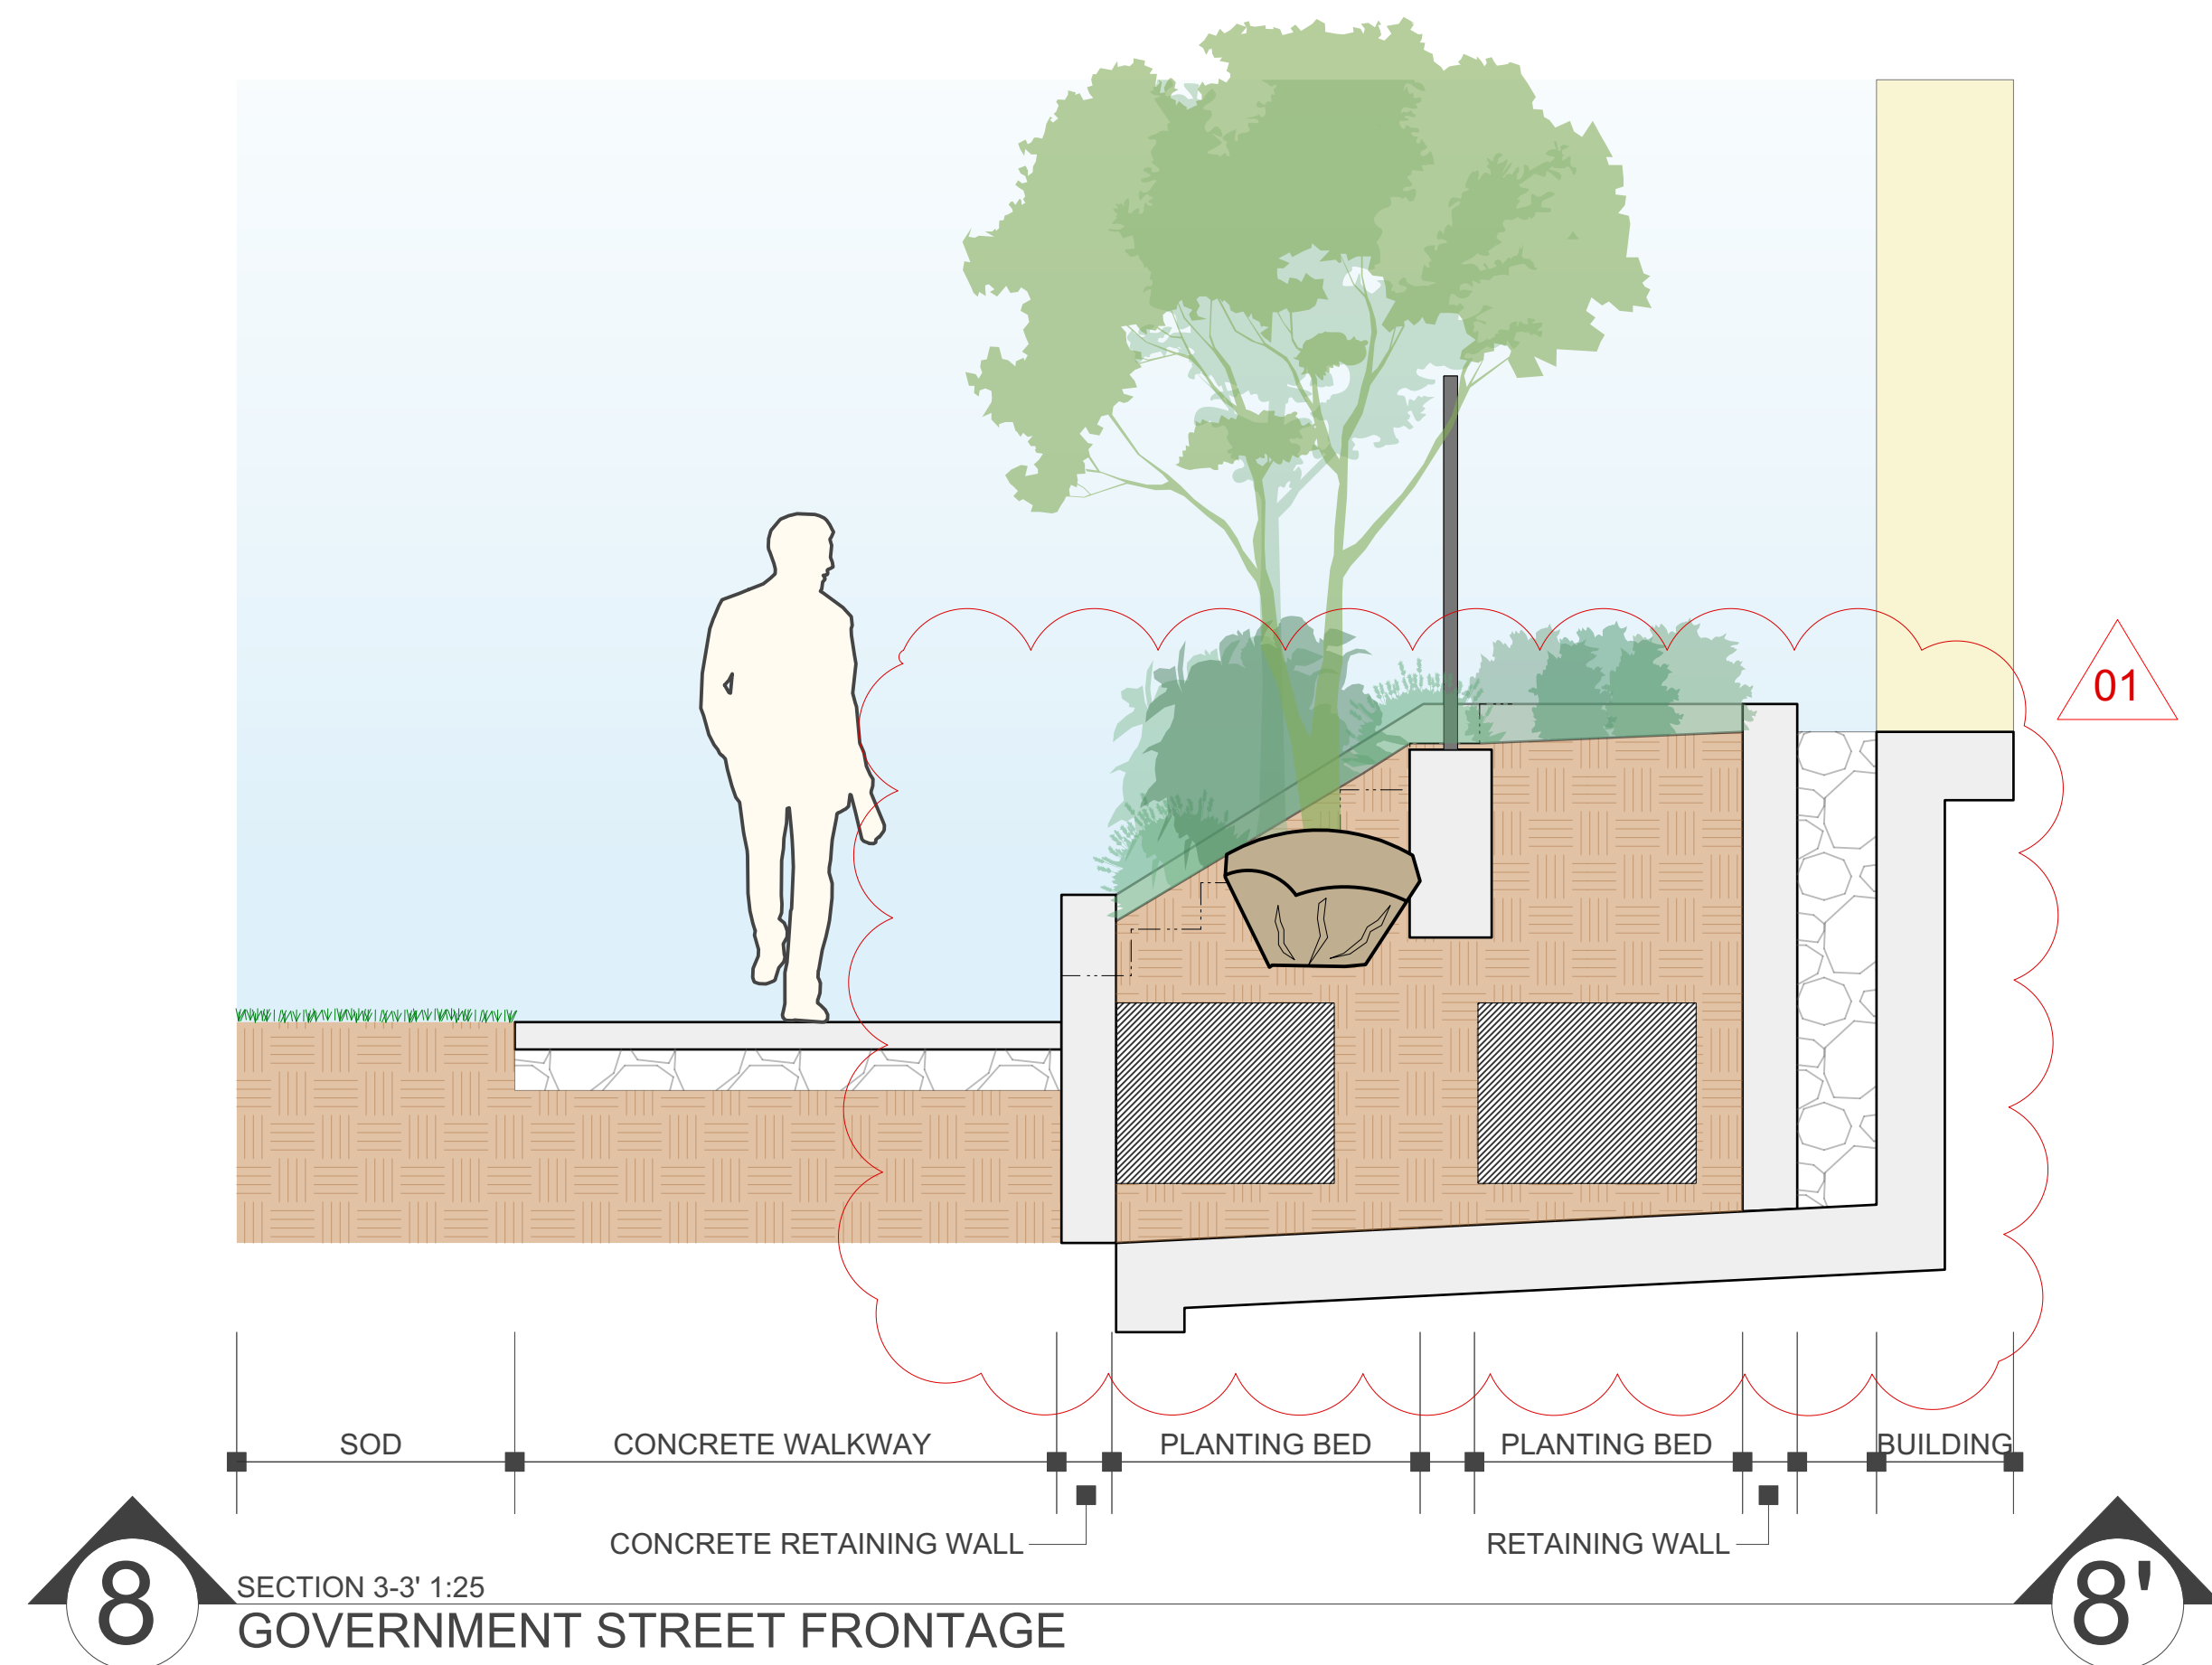 01
SOD
CONCRETE WALKWAY
PLANTING BED
PLANTING BED
BUILDING
CONCRETE RETAINING WALL
RETAINING WALL
8
SECTION 3-3' 1:25
GOVERNMENT STREET FRONTAGE
8'